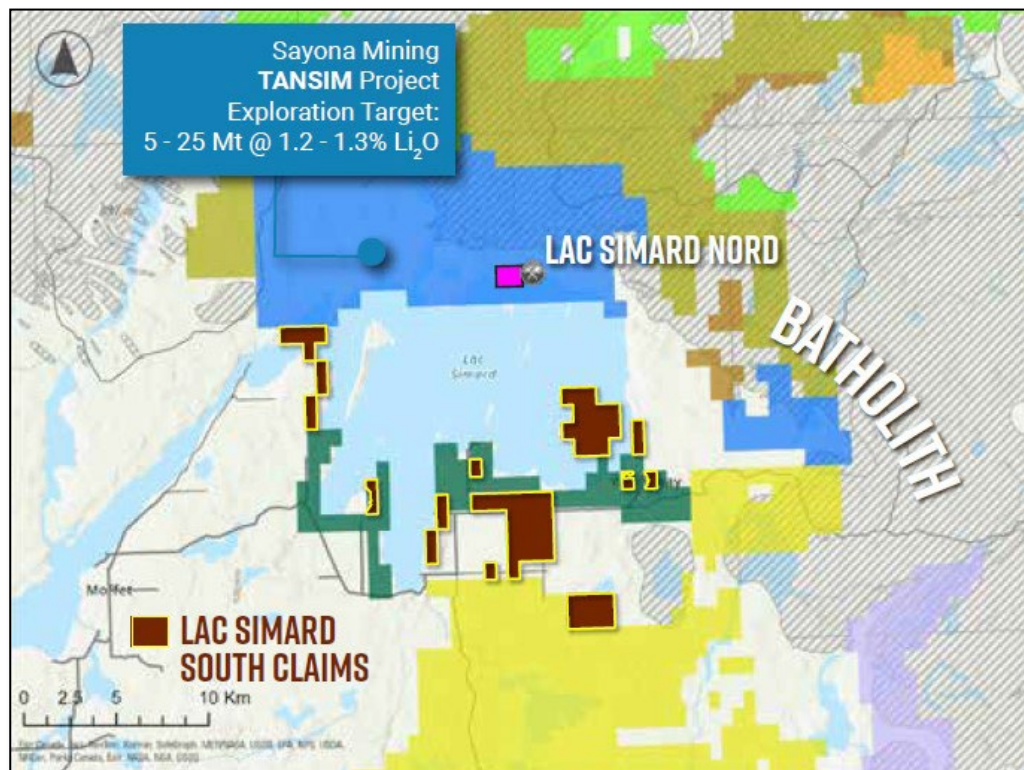 Sayona Mining
TANSIM Project
Exploration Target:
5 - 25 Mt @ 1.2 - 1.3% Li₂O
LAC SIMARD NORD
BATHOLITH
Lac
Simard
Moffet
LAC SIMARD
SOUTH CLAIMS
0 2.5 5 10 Km